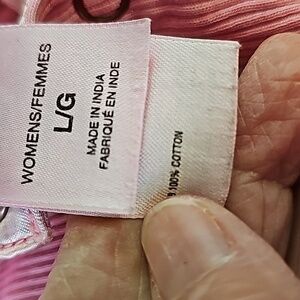 WOMENS/FEMMES
L/G
MADE IN INDIA
FABRIQUÉ EN INDE
100% COTTON